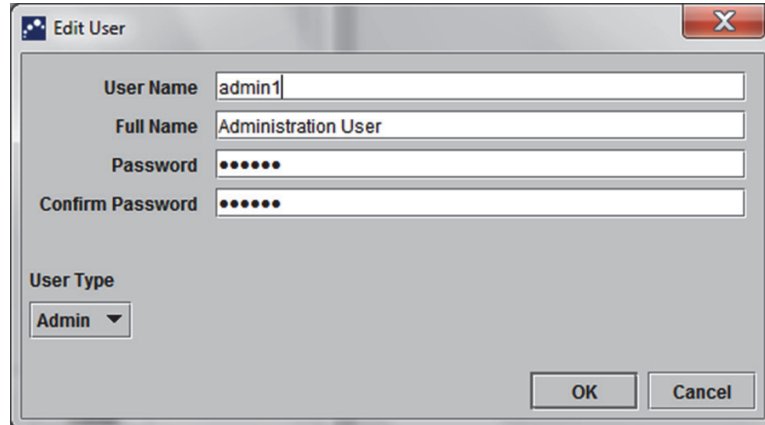 Edit User
User Name admin1
Full Name Administration User
Password ••••••
Confirm Password ••••••
User Type
Admin
OK Cancel